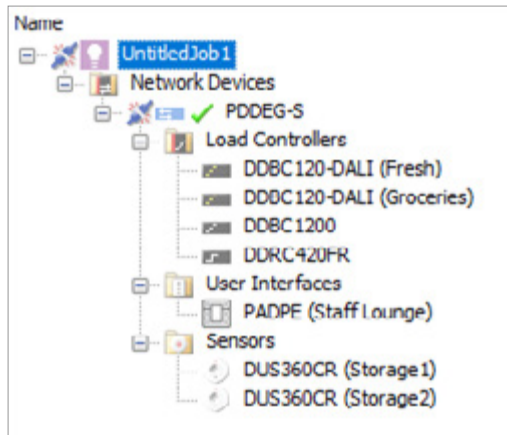 Name
UntitledJob1
Network Devices
PDDEG-S
Load Controllers
DDBC120-DALI (Fresh)
DDBC120-DALI (Groceries)
DDBC1200
DDRC420FR
User Interfaces
PADPE (Staff Lounge)
Sensors
DUS360CR (Storage1)
DUS360CR (Storage2)